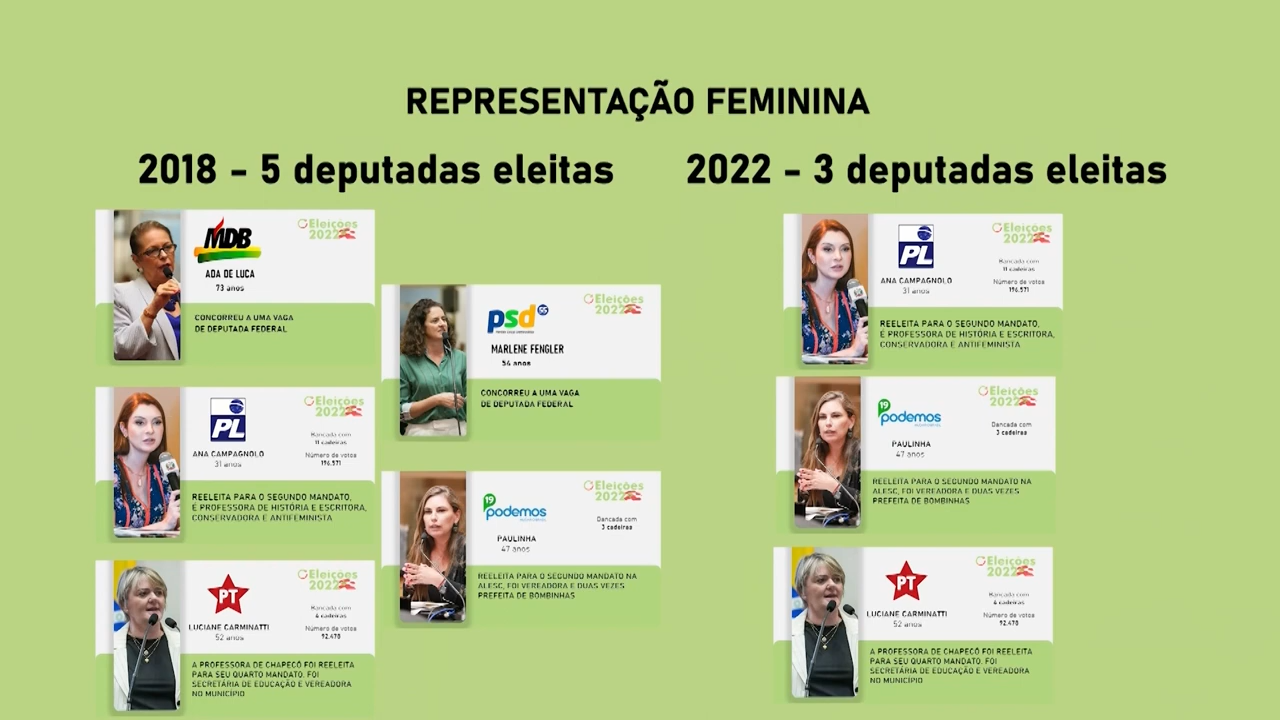 REPRESENTAÇÃO FEMININA
2018 - 5 deputadas eleitas
MDB
Eleições
2022
ADA DE LUCA
73 anos
CONCORREU A UMA VAGA
DE DEPUTADA FEDERAL
PL
Eleições
2022
ANA CAMPAGNOLO
31 anos
Bancada com
11 cadeiras
Número de votos
196.571
REELEITA PARA O SEGUNDO MANDATO,
É PROFESSORA DE HISTÓRIA E ESCRITORA,
CONSERVADORA E ANTIFEMINISTA
PT
Eleições
2022
LUCIANE CARMINATTI
52 anos
Bancada com
4 cadeiras
Número de votos
92.478
A PROFESSORA DE CHAPECÓ FOI REELEITA
PARA SEU QUARTO MANDATO. FOI
SECRETÁRIA DE EDUCAÇÃO E VEREADORA
NO MUNICÍPIO
psd 55
Eleições
2022
MARLENE FENGLER
54 anos
CONCORREU A UMA VAGA
DE DEPUTADA FEDERAL
19
podemos
Eleições
2022
PAULINHA
47 anos
Bancada com
3 cadeiras
REELEITA PARA O SEGUNDO MANDATO NA
ALESC, FOI VEREADORA E DUAS VEZES
PREFEITA DE BOMBINHAS
2022 - 3 deputadas eleitas
PL
Eleições
2022
ANA CAMPAGNOLO
31 anos
Bancada com
11 cadeiras
Número de votos
196.571
REELEITA PARA O SEGUNDO MANDATO,
É PROFESSORA DE HISTÓRIA E ESCRITORA,
CONSERVADORA E ANTIFEMINISTA
19
podemos
Eleições
2022
PAULINHA
47 anos
Bancada com
3 cadeiras
REELEITA PARA O SEGUNDO MANDATO NA
ALESC, FOI VEREADORA E DUAS VEZES
PREFEITA DE BOMBINHAS
PT
Eleições
2022
LUCIANE CARMINATTI
52 anos
Bancada com
4 cadeiras
Número de votos
92.478
A PROFESSORA DE CHAPECÓ FOI REELEITA
PARA SEU QUARTO MANDATO. FOI
SECRETÁRIA DE EDUCAÇÃO E VEREADORA
NO MUNICÍPIO